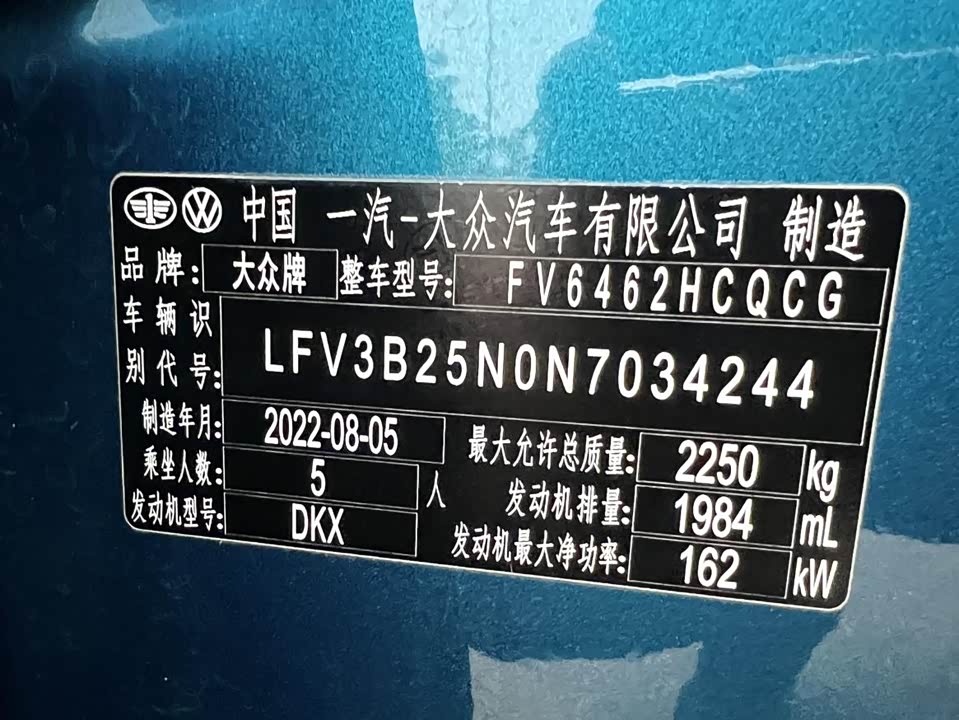 中国 一汽-大众汽车有限公司 制造
品牌: 大众牌 整车型号: FV6462HCQCG
车辆识别代号: LFV3B25N0N7034244
制造年月: 2022-08-05 最大允许总质量: 2250 kg
乘坐人数: 5 人 发动机排量: 1984 mL
发动机型号: DKX 发动机最大净功率: 162 kW